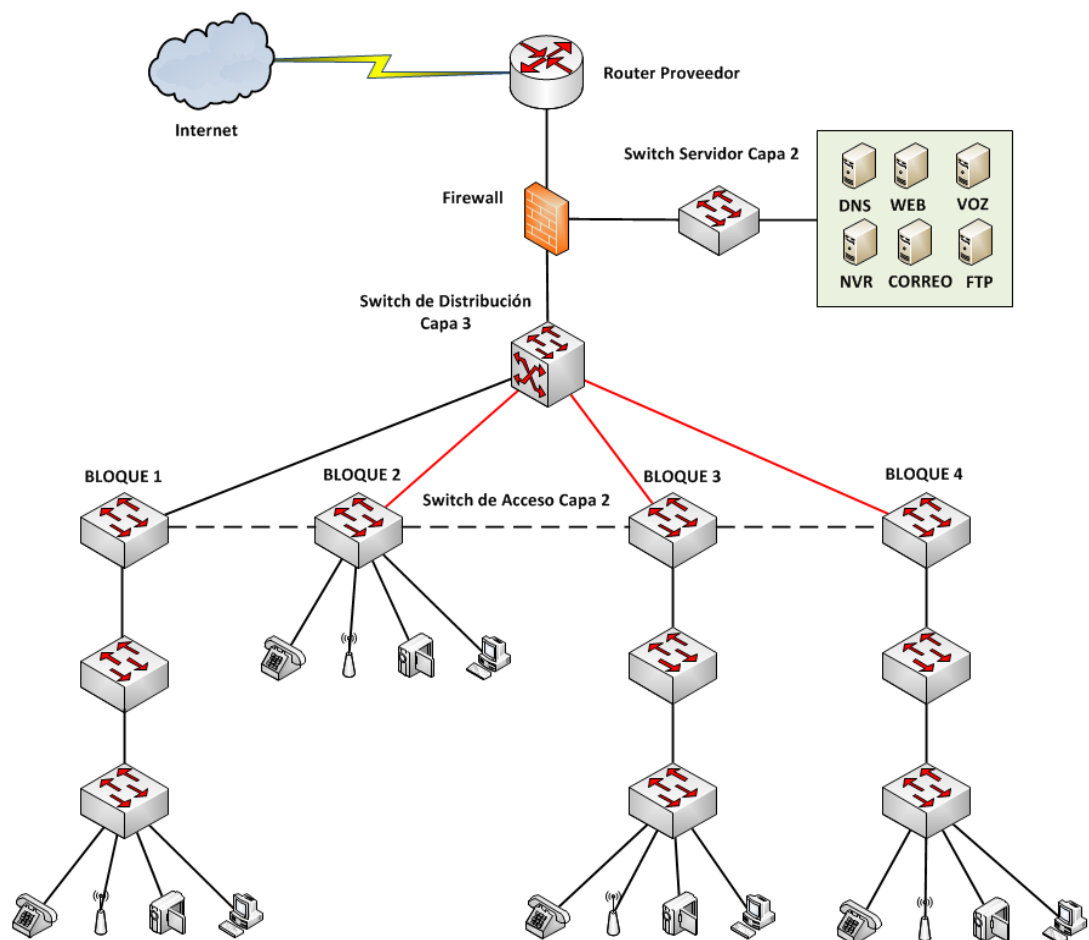 Router Proveedor
Internet
Switch Servidor Capa 2
Firewall
DNS WEB VOZ
NVR CORREO FTP
Switch de Distribución
Capa 3
BLOQUE 1
BLOQUE 2
BLOQUE 3
BLOQUE 4
Switch de Acceso Capa 2